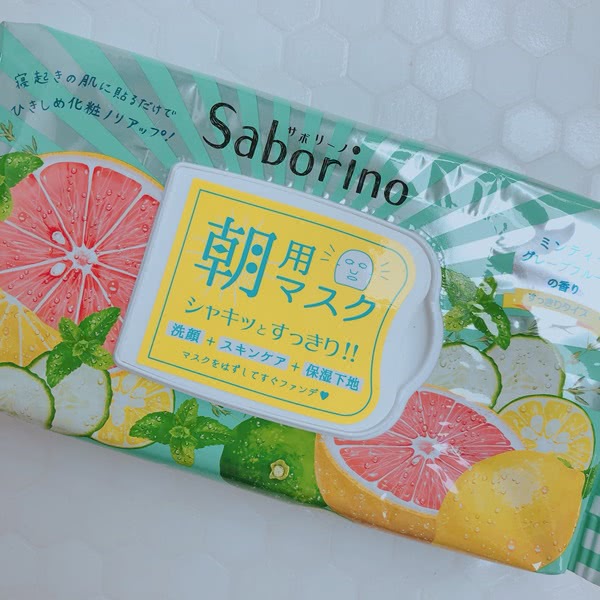 寝起きの肌に貼るだけで
ひきしめ化粧ノリアップ!
サボリーノ
Saborino
朝用
マスク
シャキッとすっきり!!
洗顔+スキンケア+保湿下地
マスクをはずしてすぐファンデ♥
ミンティー
グレープフルー
の香り